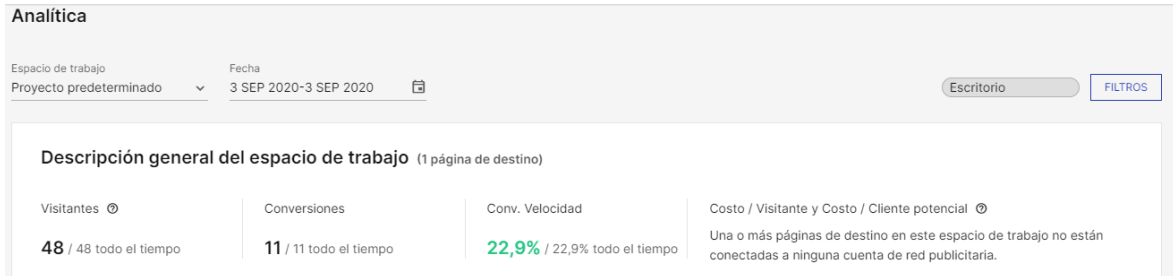 Analítica
Espacio de trabajo
Proyecto predeterminado
Fecha
3 SEP 2020-3 SEP 2020
Escritorio
FILTROS
Descripción general del espacio de trabajo (1 página de destino)
Visitantes
48 / 48 todo el tiempo
Conversiones
11 / 11 todo el tiempo
Conv. Velocidad
22,9% / 22,9% todo el tiempo
Costo / Visitante y Costo / Cliente potencial
Una o más páginas de destino en este espacio de trabajo no están
conectadas a ninguna cuenta de red publicitaria.